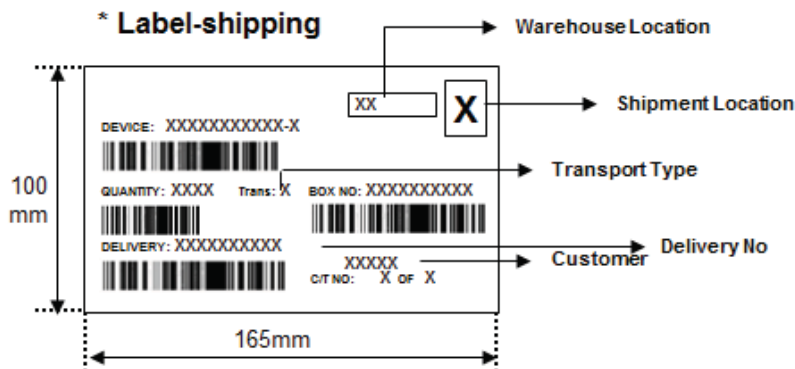 * Label-shipping
Warehouse Location
XX
X
Shipment Location
DEVICE: XXXXXXXXXXX-X
Transport Type
100
mm
QUANTITY: XXXX Trans: X BOX NO: XXXXXXXXXX
DELIVERY: XXXXXXXXXX
Delivery No
XXXXX
Customer
C/T NO: X OF X
165mm